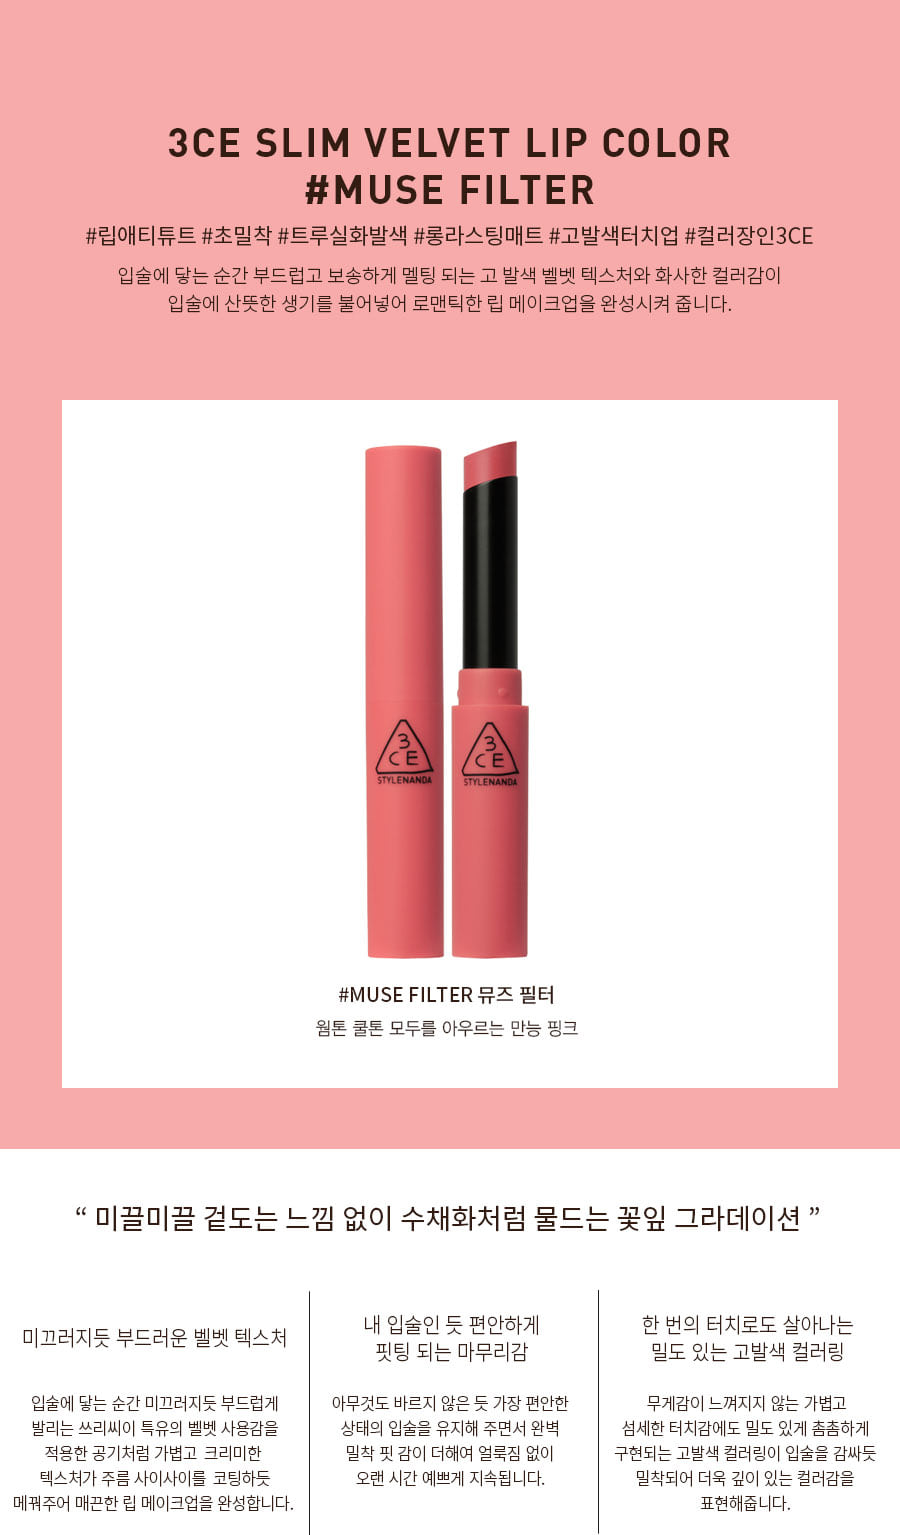 3CE SLIM VELVET LIP COLOR
#MUSE FILTER
#립애티튜트 #초밀착 #트루실화발색 #롱라스팅매트 #고발색터치업 #컬러장인3CE
입술에 닿는 순간 부드럽고 보송하게 멜팅 되는 고 발색 벨벳 텍스처와 화사한 컬러감이
입술에 산뜻한 생기를 불어넣어 로맨틱한 립 메이크업을 완성시켜 줍니다.
3
CE
STYLENANDA
3
CE
STYLENANDA
#MUSE FILTER 뮤즈 필터
웜톤 쿨톤 모두를 아우르는 만능 핑크
“ 미끌미끌 겉도는 느낌 없이 수채화처럼 물드는 꽃잎 그라데이션 ”
미끄러지듯 부드러운 벨벳 텍스처
입술에 닿는 순간 미끄러지듯 부드럽게
발리는 쓰리씨이 특유의 벨벳 사용감을
적용한 공기처럼 가볍고 크리미한
텍스처가 주름 사이사이를 코팅하듯
메꿔주어 매끈한 립 메이크업을 완성합니다.
내 입술인 듯 편안하게
핏팅 되는 마무리감
아무것도 바르지 않은 듯 가장 편안한
상태의 입술을 유지해 주면서 완벽
밀착 핏 감이 더해여 얼룩짐 없이
오랜 시간 예쁘게 지속됩니다.
한 번의 터치로도 살아나는
밀도 있는 고발색 컬러링
무게감이 느껴지지 않는 가볍고
섬세한 터치감에도 밀도 있게 촘촘하게
구현되는 고발색 컬러링이 입술을 감싸듯
밀착되어 더욱 깊이 있는 컬러감을
표현해줍니다.